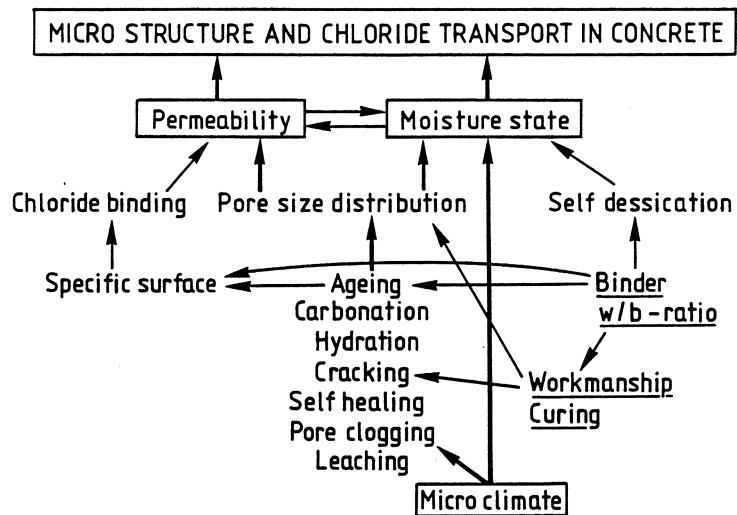 MICRO STRUCTURE AND CHLORIDE TRANSPORT IN CONCRETE
Permeability
Moisture state
Chloride binding
Pore size distribution
Self dessication
Specific surface
Ageing
Binder
Carbonation
w/b-ratio
Hydration
Cracking
Workmanship
Self healing
Curing
Pore clogging
Leaching
Micro climate